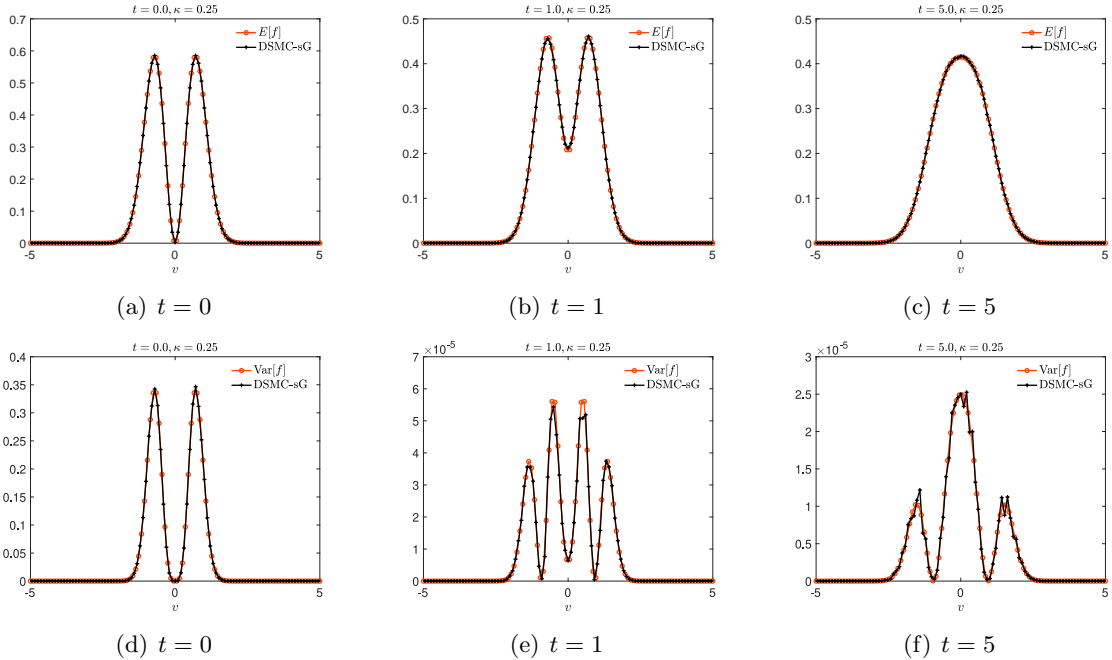 t = 0.0, κ = 0.25
0.7
0.6
0.5
0.4
0.3
0.2
0.1
0
-5
0
5
v
E[f]
DSMC-sG
(a) t = 0
t = 1.0, κ = 0.25
0.5
0.4
0.3
0.2
0.1
0
-5
0
5
v
E[f]
DSMC-sG
(b) t = 1
t = 5.0, κ = 0.25
0.5
0.4
0.3
0.2
0.1
0
-5
0
5
v
E[f]
DSMC-sG
(c) t = 5
t = 0.0, κ = 0.25
0.4
0.35
0.3
0.25
0.2
0.15
0.1
0.05
0
-5
0
5
v
Var[f]
DSMC-sG
(d) t = 0
t = 1.0, κ = 0.25
×10⁻⁵
7
6
5
4
3
2
1
0
-5
0
5
v
Var[f]
DSMC-sG
(e) t = 1
t = 5.0, κ = 0.25
×10⁻⁵
3
2.5
2
1.5
1
0.5
0
-5
0
5
v
Var[f]
DSMC-sG
(f) t = 5